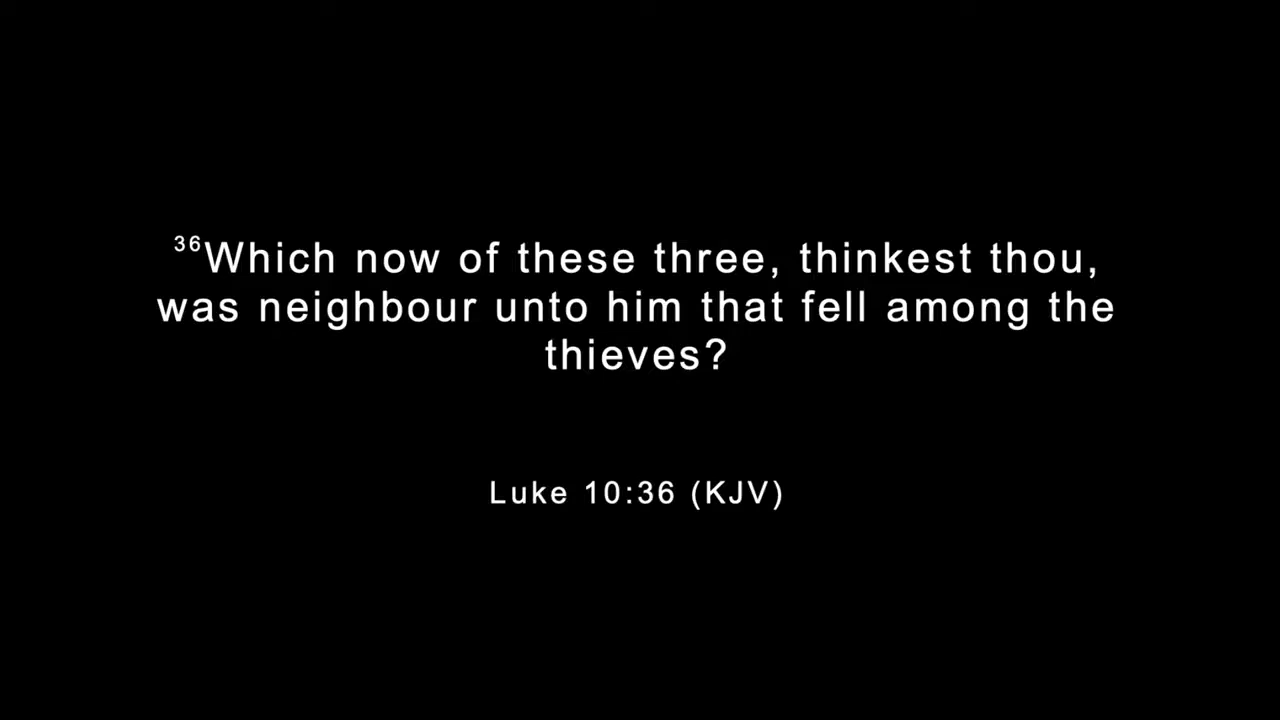 36Which now of these three, thinkest thou,
was neighbour unto him that fell among the
thieves?
Luke 10:36 (KJV)